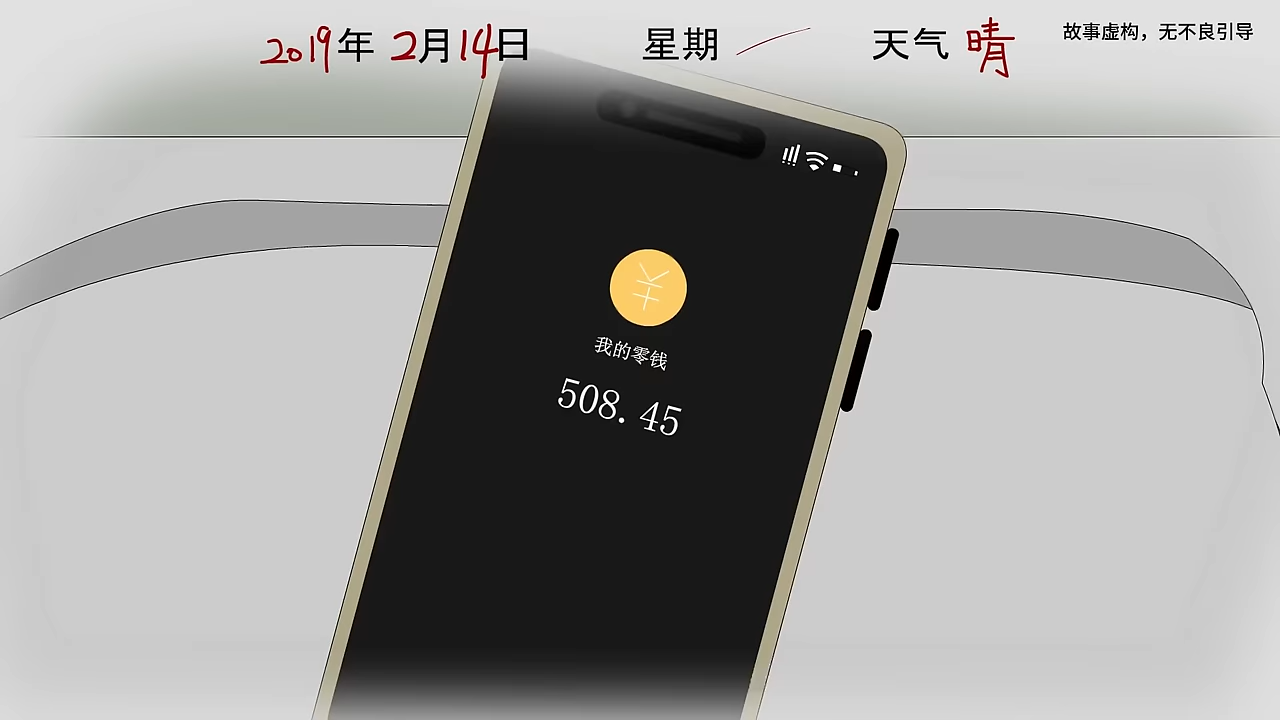 2019年 2月14日 星期一 天气 晴
故事虚构，无不良引导
¥
我的零钱
508.45